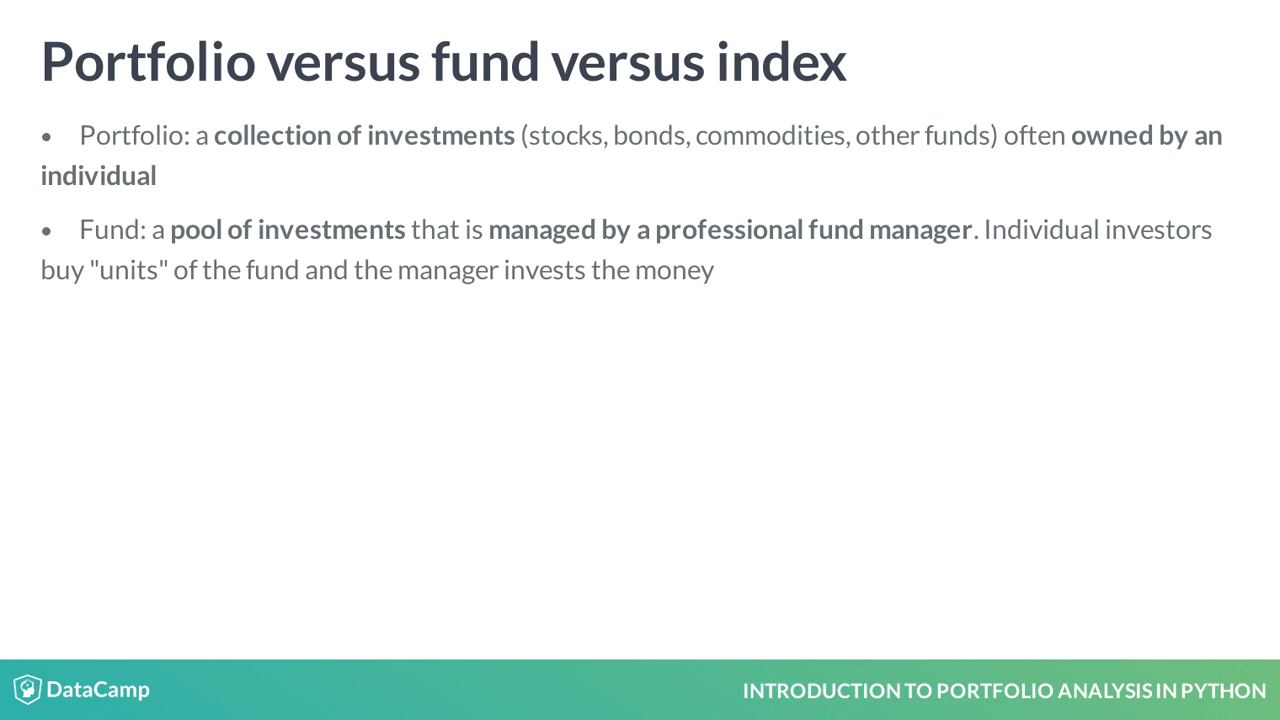 Portfolio versus fund versus index
• Portfolio: a collection of investments (stocks, bonds, commodities, other funds) often owned by an
individual
• Fund: a pool of investments that is managed by a professional fund manager. Individual investors
buy "units" of the fund and the manager invests the money
DataCamp
INTRODUCTION TO PORTFOLIO ANALYSIS IN PYTHON